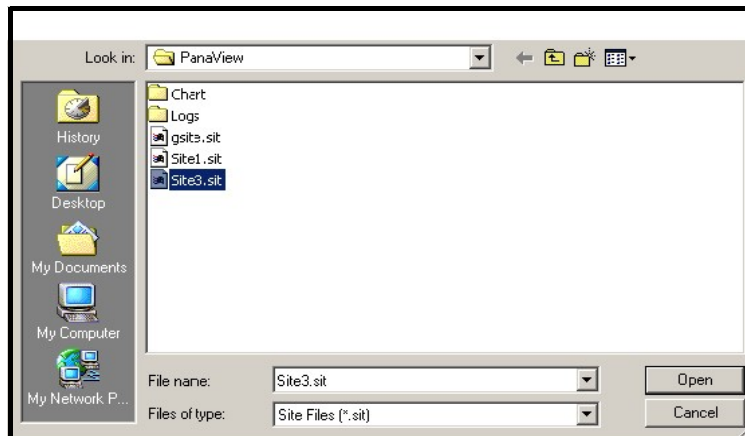 Look in:
PanaView
History
Desktop
My Documents
My Computer
My Network P...
Chart
Logs
gsite.sit
Site1.sit
Site3.sit
File name:
Site3.sit
Open
Files of type:
Site Files (*.sit)
Cancel